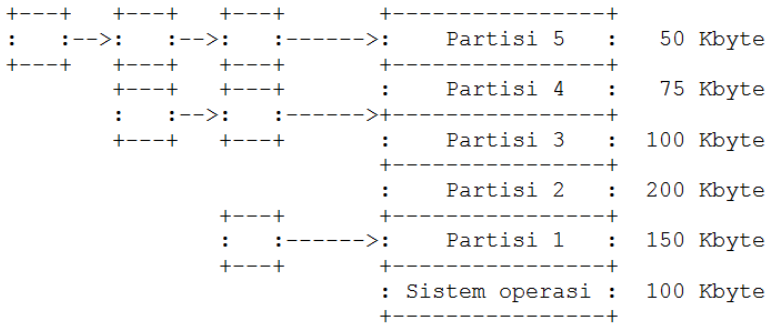 Partisi 5 50 Kbyte
Partisi 4 75 Kbyte
Partisi 3 100 Kbyte
Partisi 2 200 Kbyte
Partisi 1 150 Kbyte
Sistem operasi 100 Kbyte